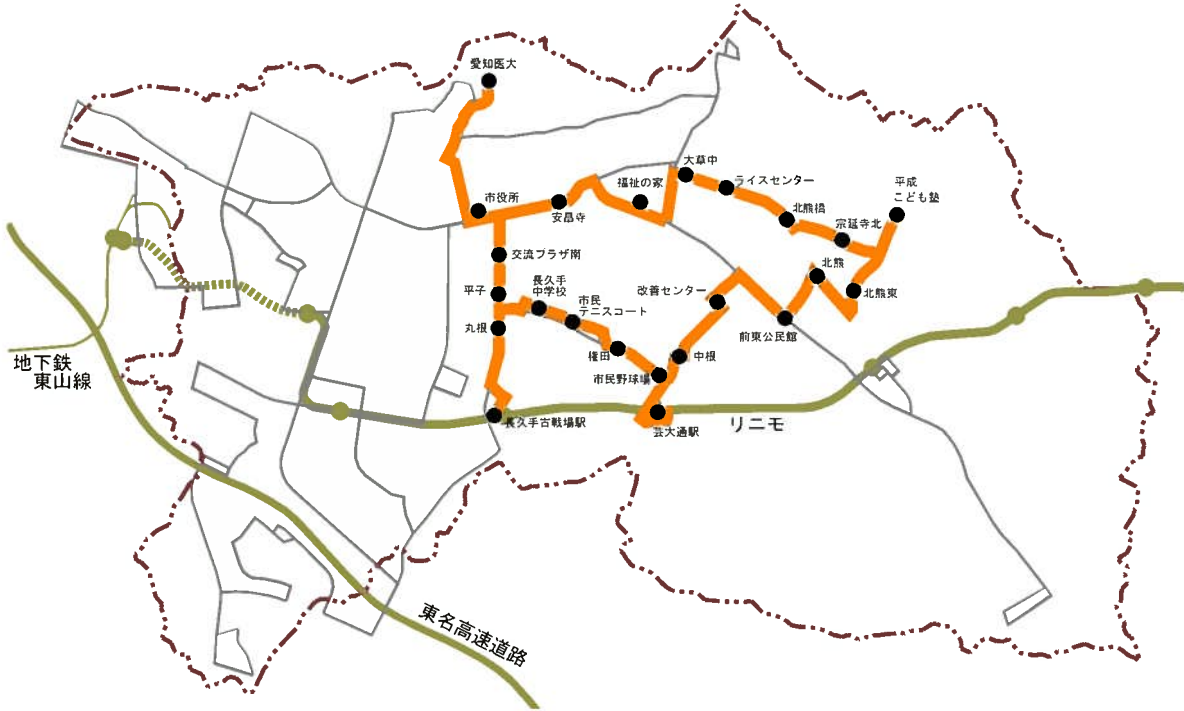 愛知医大
大草中
ライスセンター
平成
こども塾
福祉の家
市役所
安昌寺
北熊橋
宗延寺北
交流プラザ南
北熊
平子
長久手
中学校
市民
テニスコート
改善センター
北熊東
丸根
前東公民館
権田
中根
地下鉄
東山線
市民野球場
長久手古戦場駅
芸大通駅
リニモ
東名高速道路